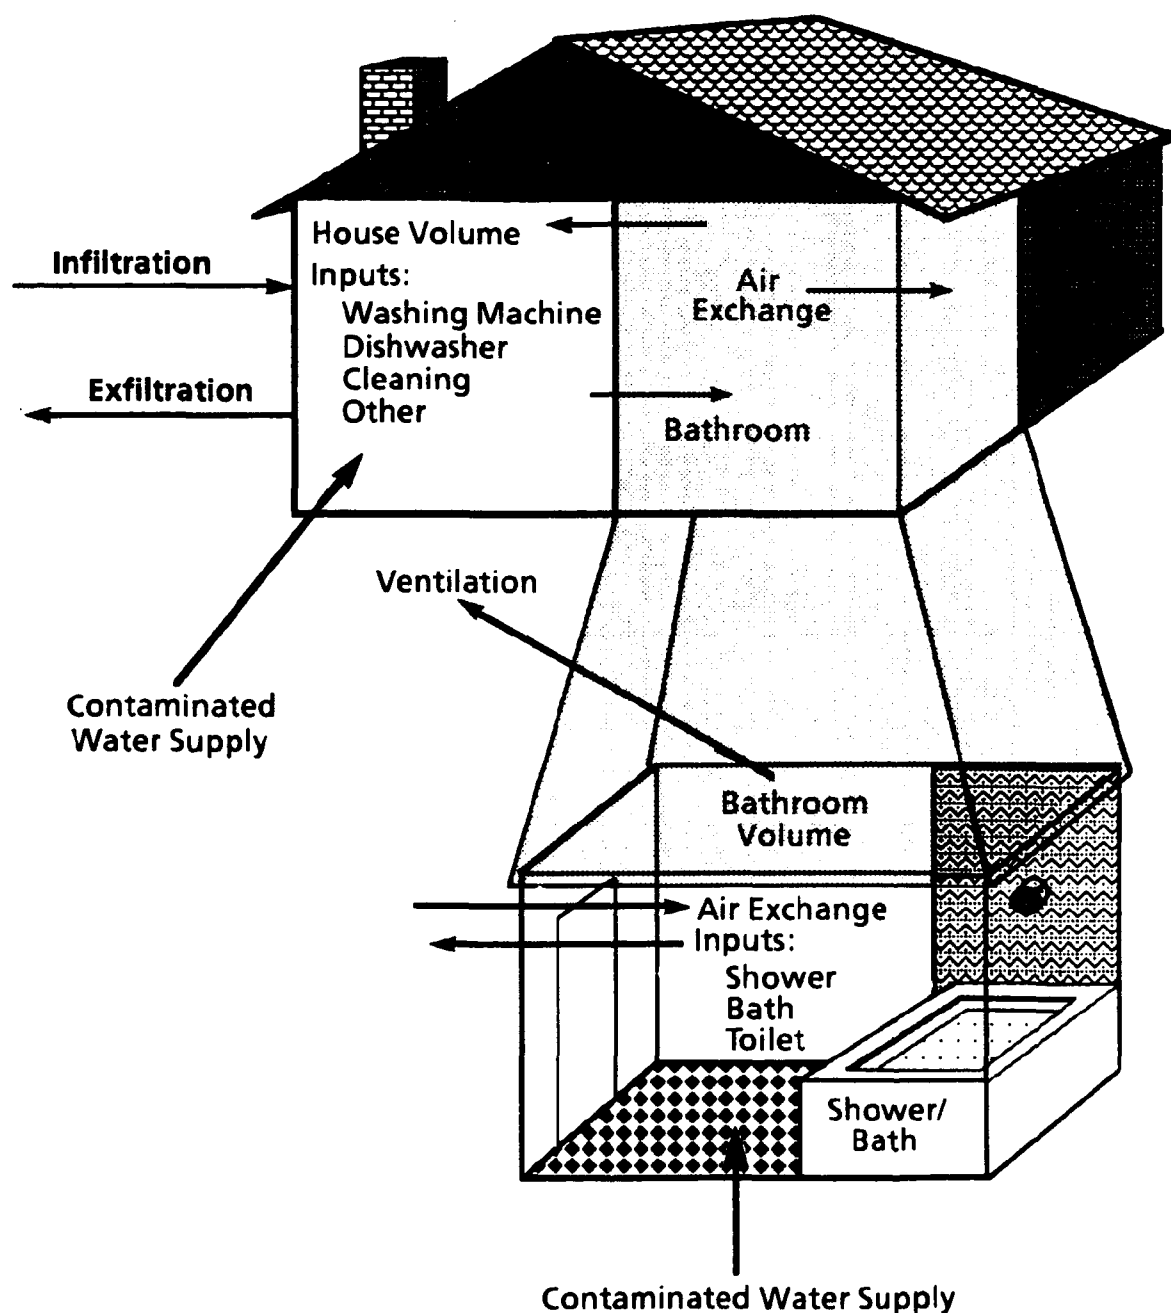 House Volume
Infiltration
Inputs:
Washing Machine
Dishwasher
Cleaning
Other
Exfiltration
Air
Exchange
Bathroom
Ventilation
Contaminated
Water Supply
Bathroom
Volume
Air Exchange
Inputs:
Shower
Bath
Toilet
Shower/
Bath
Contaminated Water Supply